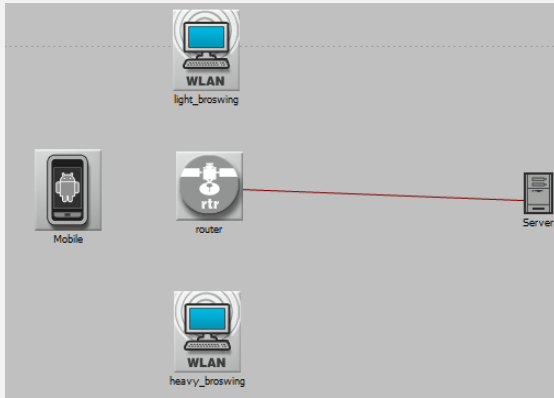 WLAN
light_broswing
Mobile
rtr
router
Server
WLAN
heavy_broswing